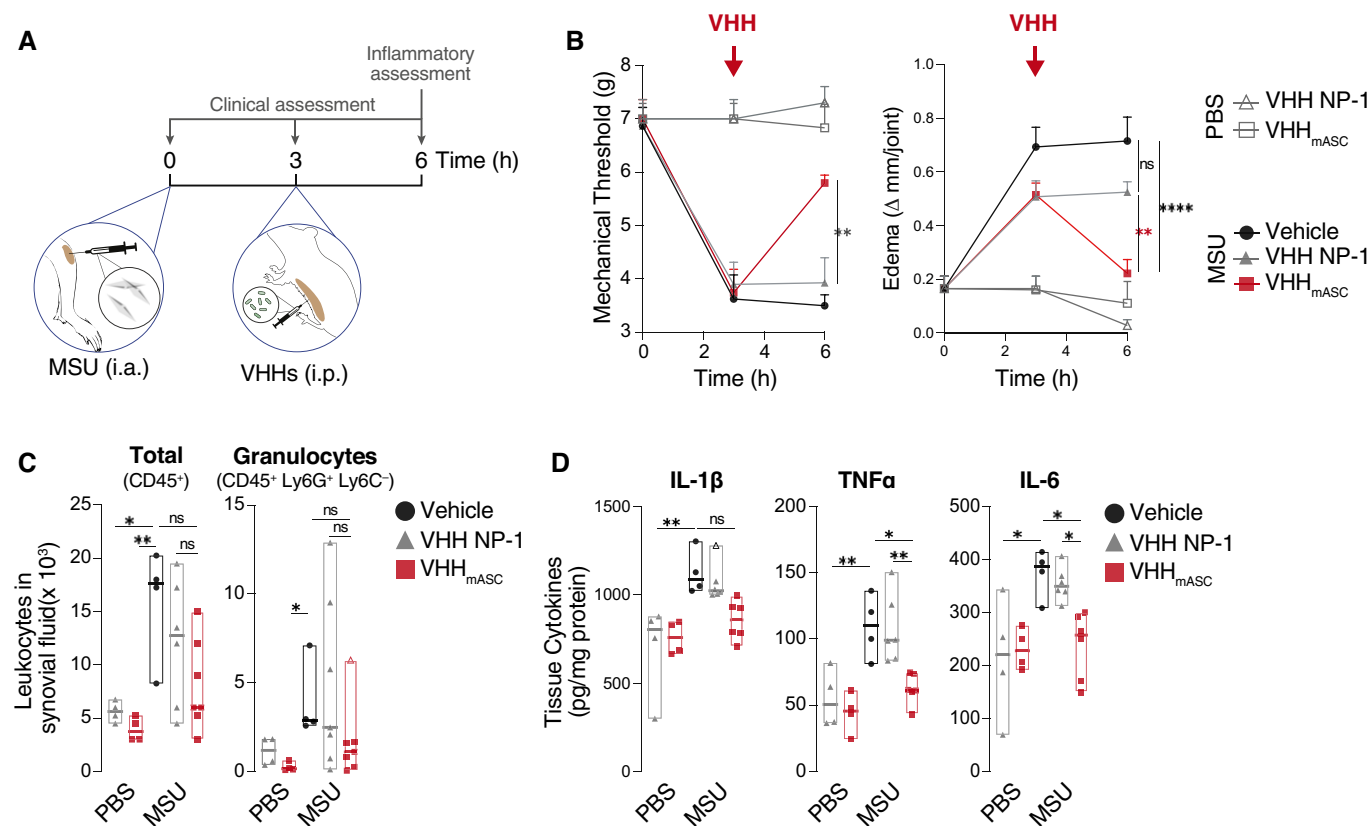 A
Inflammatory
assessment
Clinical assessment
0 3 6 Time (h)
MSU (i.a.)
VHHs (i.p.)
B
VHH
8
7
6
5
4
3
Mechanical Threshold (g)
**
0 2 4 6
Time (h)
VHH
1.0
0.8
0.6
0.4
0.2
0.0
Edema (Δ mm/joint)
ns
**
****
0 2 4 6
Time (h)
PBS
VHH NP-1
VHHmASC
MSU
Vehicle
VHH NP-1
VHHmASC
C
Total
(CD45+)
Leukocytes in
synovial fluid(x 10³)
25
20
15
10
5
0
* ns
** ns
PBS MSU
Granulocytes
(CD45+ Ly6G+ Ly6C–)
15
10
5
0
ns
ns
*
PBS MSU
Vehicle
VHH NP-1
VHHmASC
D
Tissue Cytokines
(pg/mg protein)
IL-1β
1500
1000
500
0
** ns
PBS MSU
TNFα
200
150
100
50
0
*
** **
PBS MSU
IL-6
500
400
300
200
100
0
*
* *
PBS MSU
Vehicle
VHH NP-1
VHHmASC